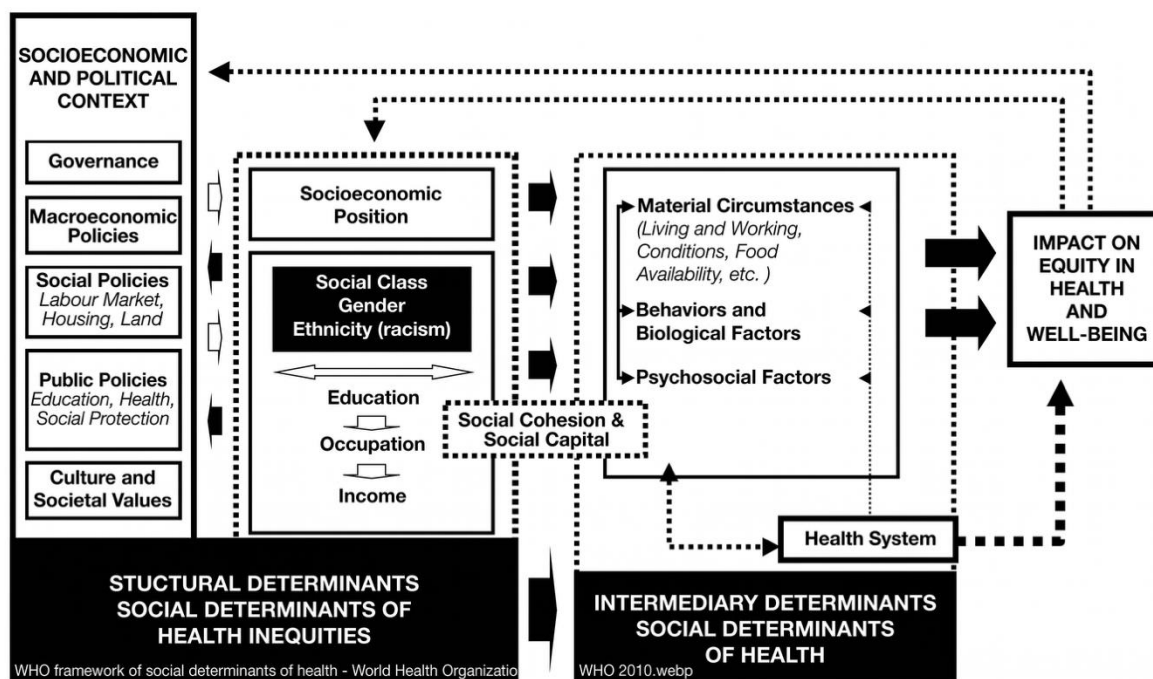 SOCIOECONOMIC
AND POLITICAL
CONTEXT
Governance
Macroeconomic
Policies
Social Policies
Labour Market,
Housing, Land
Public Policies
Education, Health,
Social Protection
Culture and
Societal Values
Socioeconomic
Position
Social Class
Gender
Ethnicity (racism)
Education
Occupation
Income
Social Cohesion &
Social Capital
Material Circumstances
(Living and Working,
Conditions, Food
Availability, etc. )
Behaviors and
Biological Factors
Psychosocial Factors
Health System
IMPACT ON
EQUITY IN
HEALTH
AND
WELL-BEING
STUCTURAL DETERMINANTS
SOCIAL DETERMINANTS OF
HEALTH INEQUITIES
INTERMEDIARY DETERMINANTS
SOCIAL DETERMINANTS
OF HEALTH
WHO framework of social determinants of health - World Health Organizatio
WHO 2010.webp